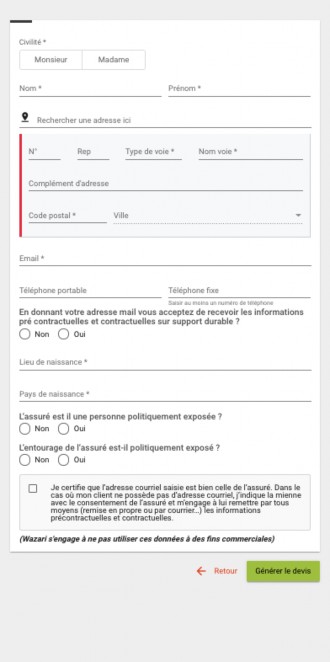 Civilité *
Monsieur Madame
Nom * Prénom *
Rechercher une adresse ici
N° Rep Type de voie * Nom voie *
Complément d'adresse
Code postal * Ville
Email *
Téléphone portable Téléphone fixe
Saisir au moins un numéro de téléphone
En donnant votre adresse mail vous acceptez de recevoir les informations
pré contractuelles et contractuelles sur support durable ?
Non Oui
Lieu de naissance *
Pays de naissance *
L'assuré est il une personne politiquement exposée ?
Non Oui
L'entourage de l'assuré est-il politiquement exposé ?
Non Oui
Je certifie que l'adresse courriel saisie est bien celle de l'assuré. Dans le
cas où mon client ne possède pas d'adresse courriel, j'indique la mienne
avec le consentement de l'assuré et m'engage à lui remettre par tous
moyens (remise en propre ou par courrier...) les informations
précontractuelles et contractuelles.
(Wazari s'engage à ne pas utiliser ces données à des fins commerciales)
Retour Générer le devis